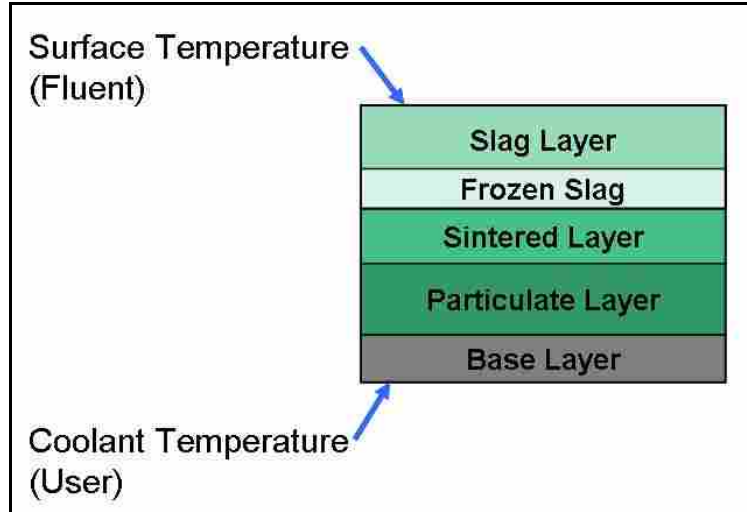 Surface Temperature
(Fluent)
Slag Layer
Frozen Slag
Sintered Layer
Particulate Layer
Base Layer
Coolant Temperature
(User)